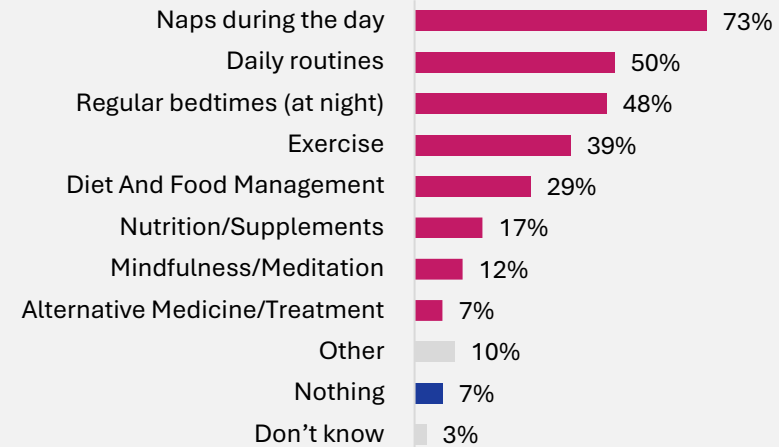 Naps during the day 73%
Daily routines 50%
Regular bedtimes (at night) 48%
Exercise 39%
Diet And Food Management 29%
Nutrition/Supplements 17%
Mindfulness/Meditation 12%
Alternative Medicine/Treatment 7%
Other 10%
Nothing 7%
Don’t know 3%